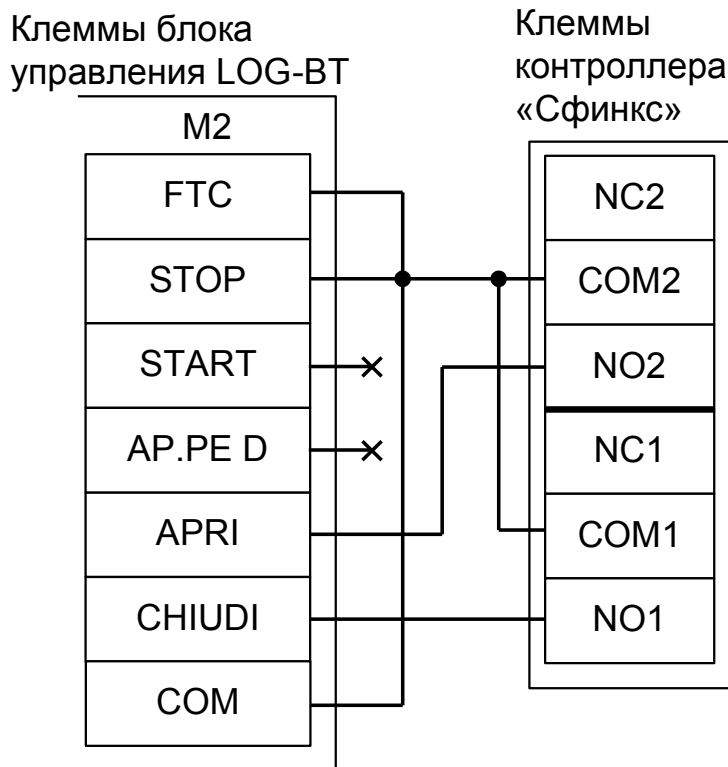 Клеммы блока
управления LOG-BT
M2
FTC
STOP
START
AP.PE D
APRI
CHIUDI
COM
Клеммы
контроллера
«Сфинкс»
NC2
COM2
NO2
NC1
COM1
NO1